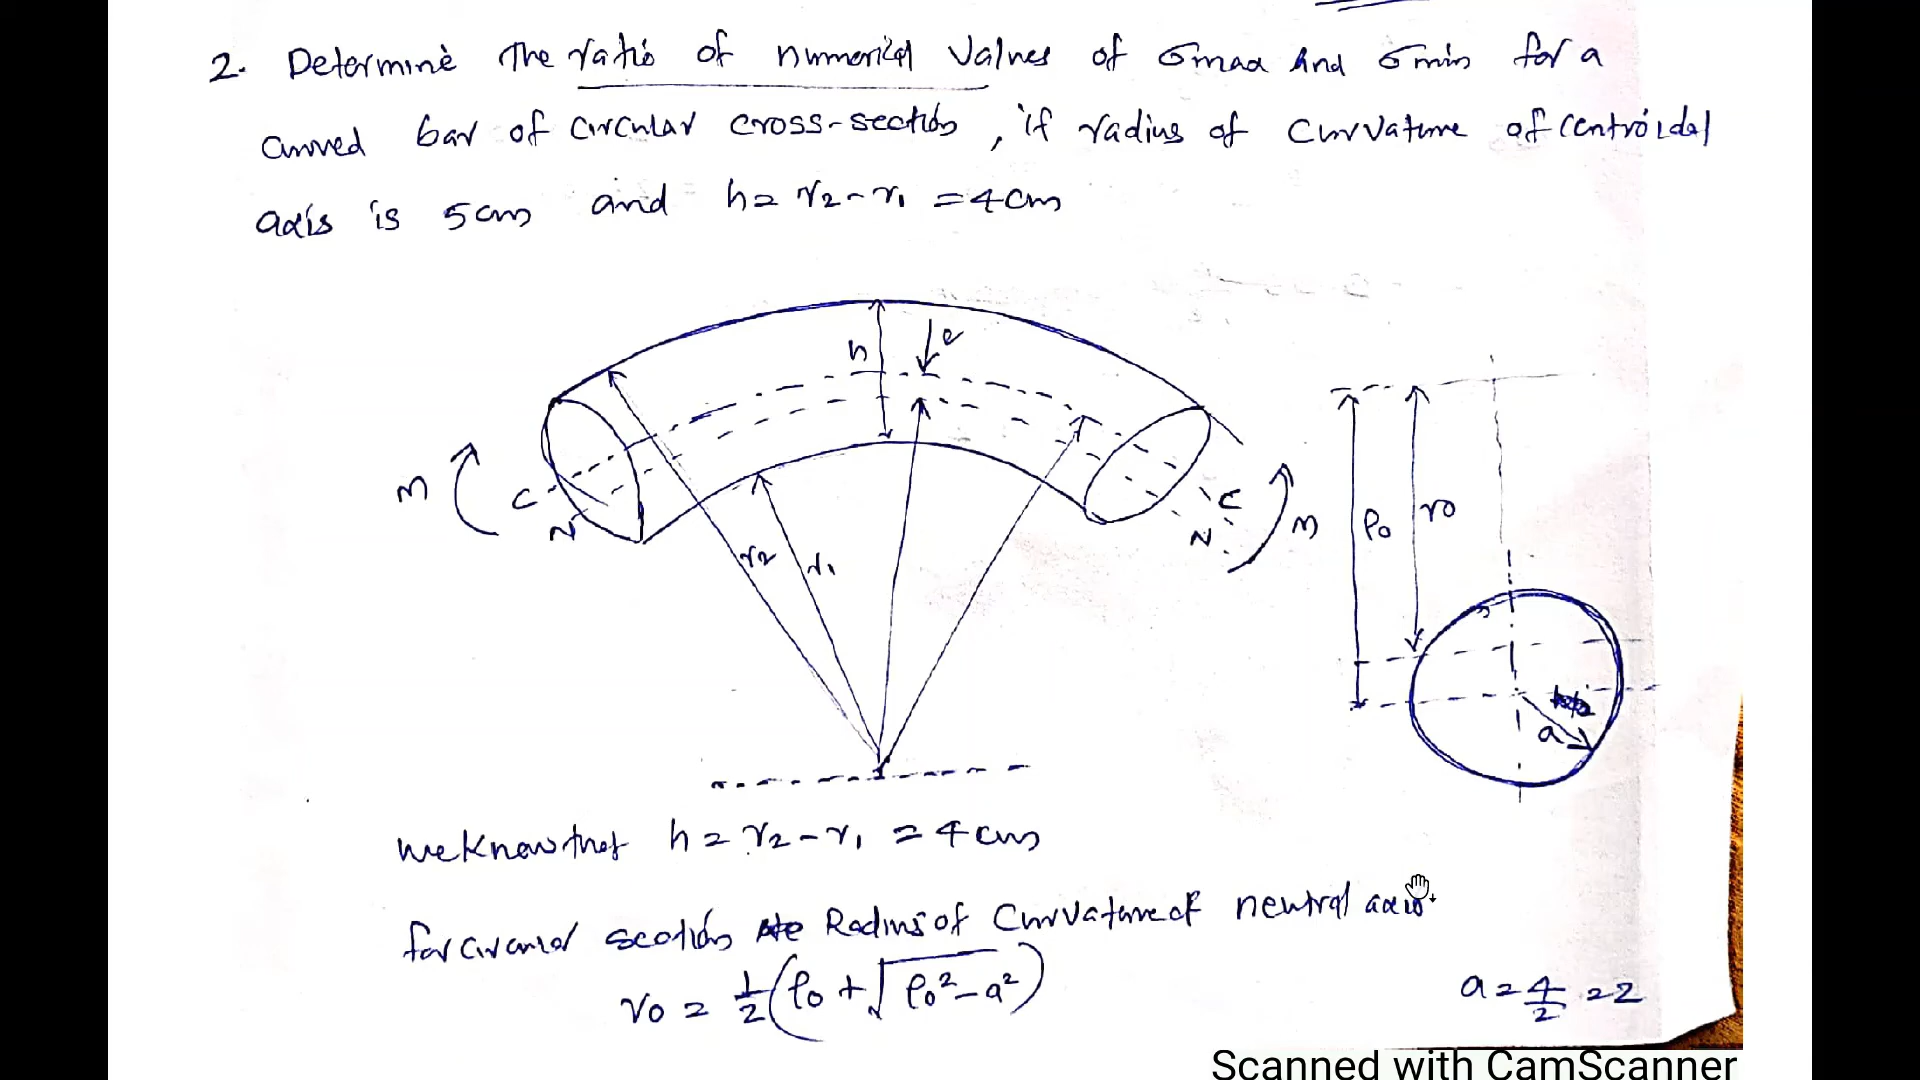 2. Determine The ratio of numerical values of σmax And σmin for a
curved bar of circular cross-section, if radius of curvature of centroidal
axis is 5cm and h = r2 - r1 = 4cm
h
e
M
C
N
r2
r1
C
N
M
ρ0
r0
a
we know that h = r2 - r1 = 4cm
for circular section Radius of curvature of neutral axis
r0 = 1/2 (ρ0 + √ρ0² - a²)
a = 4/2 = 2
Scanned with CamScanner